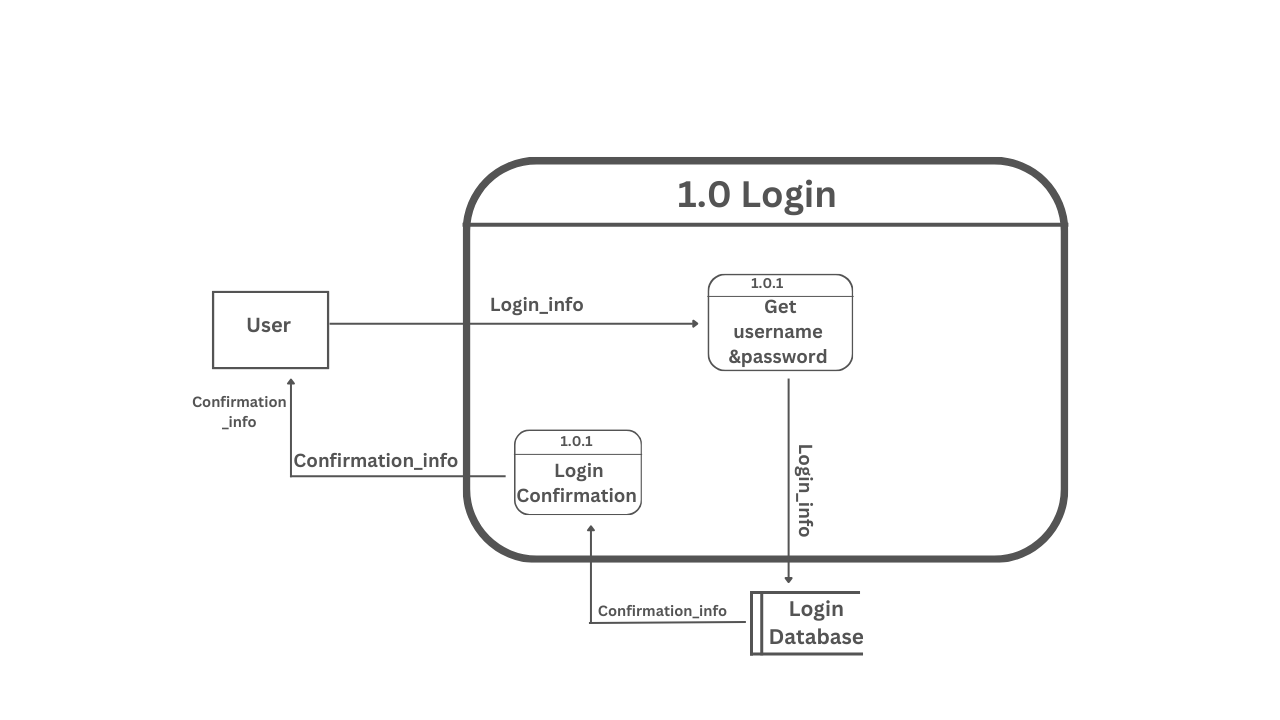 1.0 Login
1.0.1
Get
username
&password
Login_info
User
Confirmation
_info
Confirmation_info
1.0.1
Login
Confirmation
Login_info
Confirmation_info
Login
Database